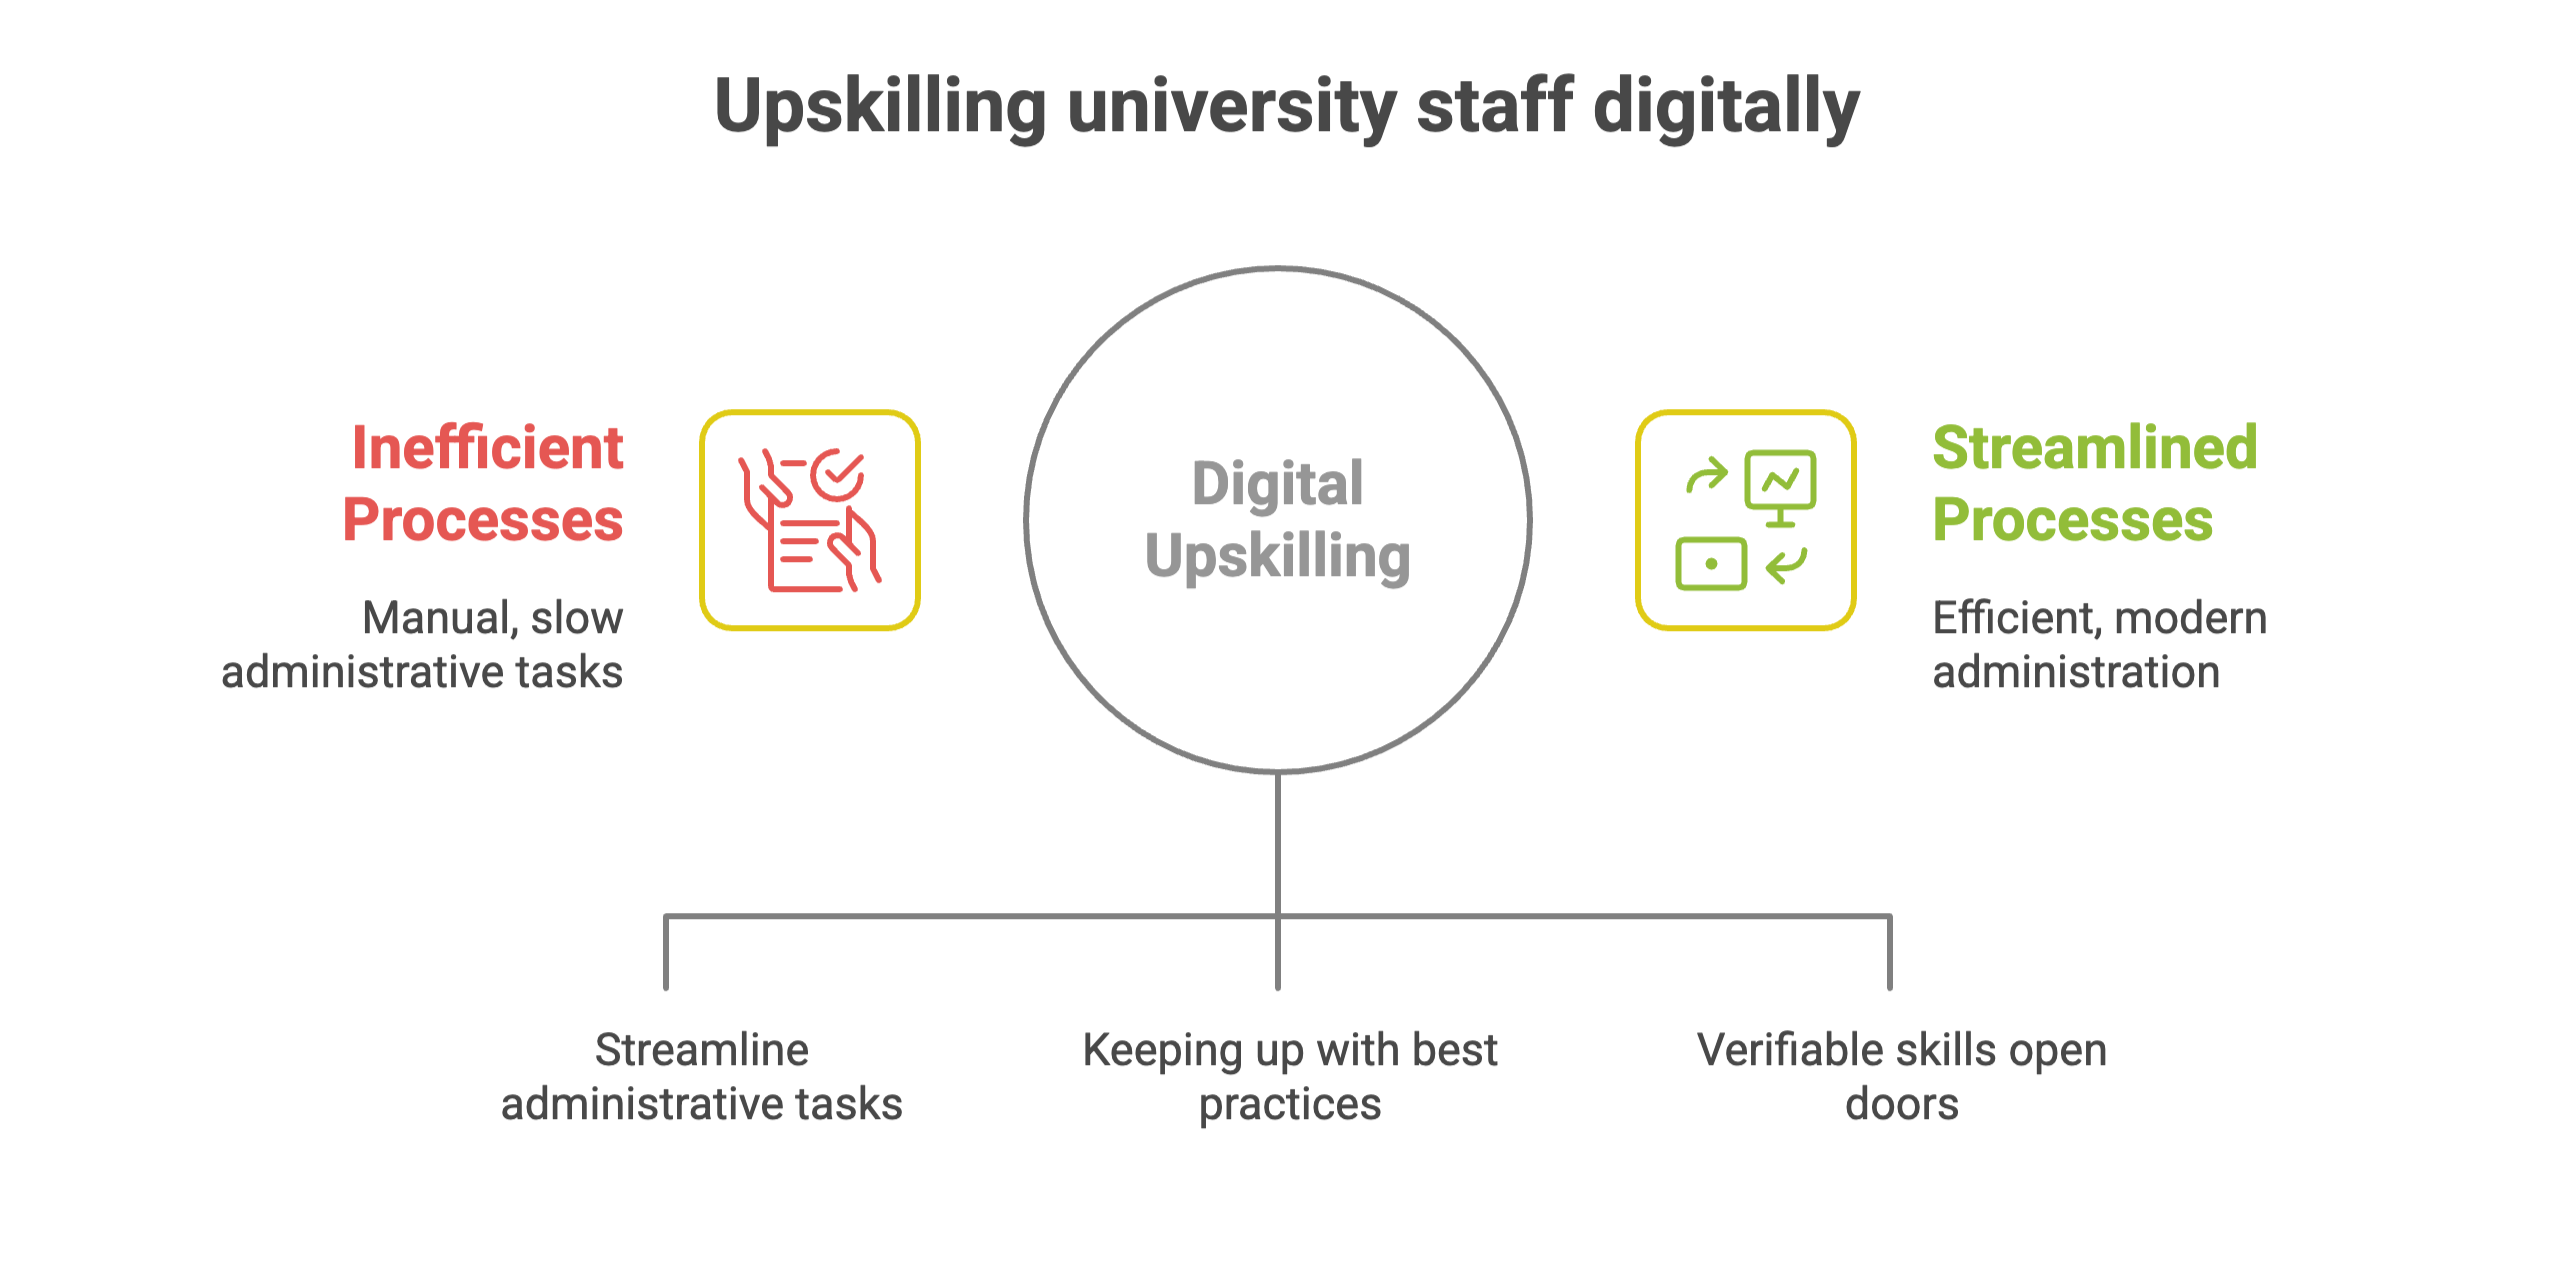 Upskilling university staff digitally
Inefficient
Processes
Manual, slow
administrative tasks
Digital
Upskilling
Streamlined
Processes
Efficient, modern
administration
Streamline
administrative tasks
Keeping up with best
practices
Verifiable skills open
doors